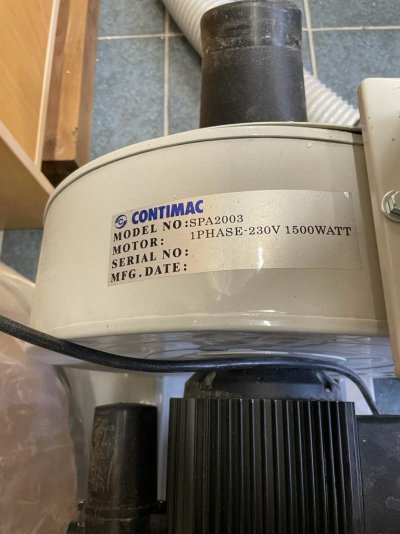 CONTIMAC
MODEL NO:SPA2003
MOTOR: 1PHASE-230V 1500WATT
SERIAL NO:
MFG.DATE: